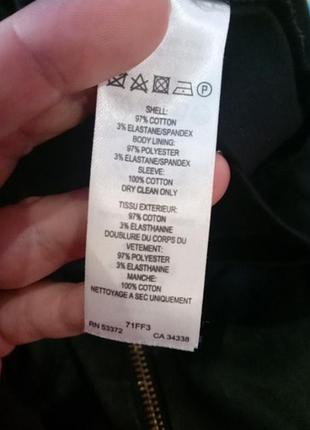 P
SHELL:
97% COTTON
3% ELASTANE/SPANDEX
BODY LINING:
97% POLYESTER
3% ELASTANE/SPANDEX
SLEEVE:
100% COTTON
DRY CLEAN ONLY
TISSU EXTERIEUR:
97% COTON
3% ELASTHANNE
DOUBLURE DU CORPS DU
VETEMENT:
97% POLYESTER
3% ELASTHANNE
MANCHE:
100% COTON
NETTOYAGE A SEC UNIQUEMENT
71FF3
RN 53372 CA 34338